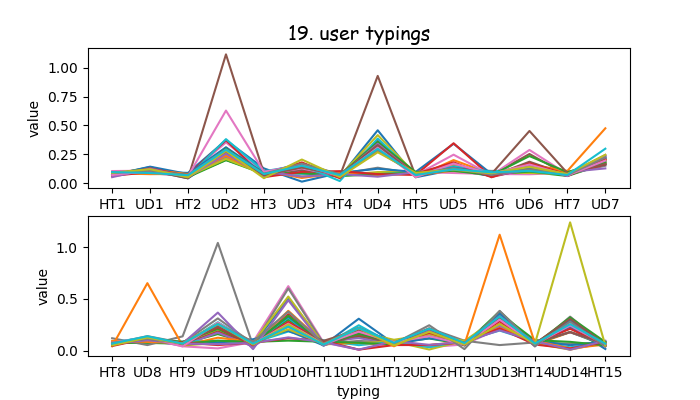 19. user typings
1.00
0.75
0.50
0.25
0.00
value
HT1 UD1 HT2 UD2 HT3 UD3 HT4 UD4 HT5 UD5 HT6 UD6 HT7 UD7
1.0
0.5
0.0
value
HT8 UD8 HT9 UD9 HT10 UD10 HT11 UD11 HT12 UD12 HT13 UD13 HT14 UD14 HT15
typing